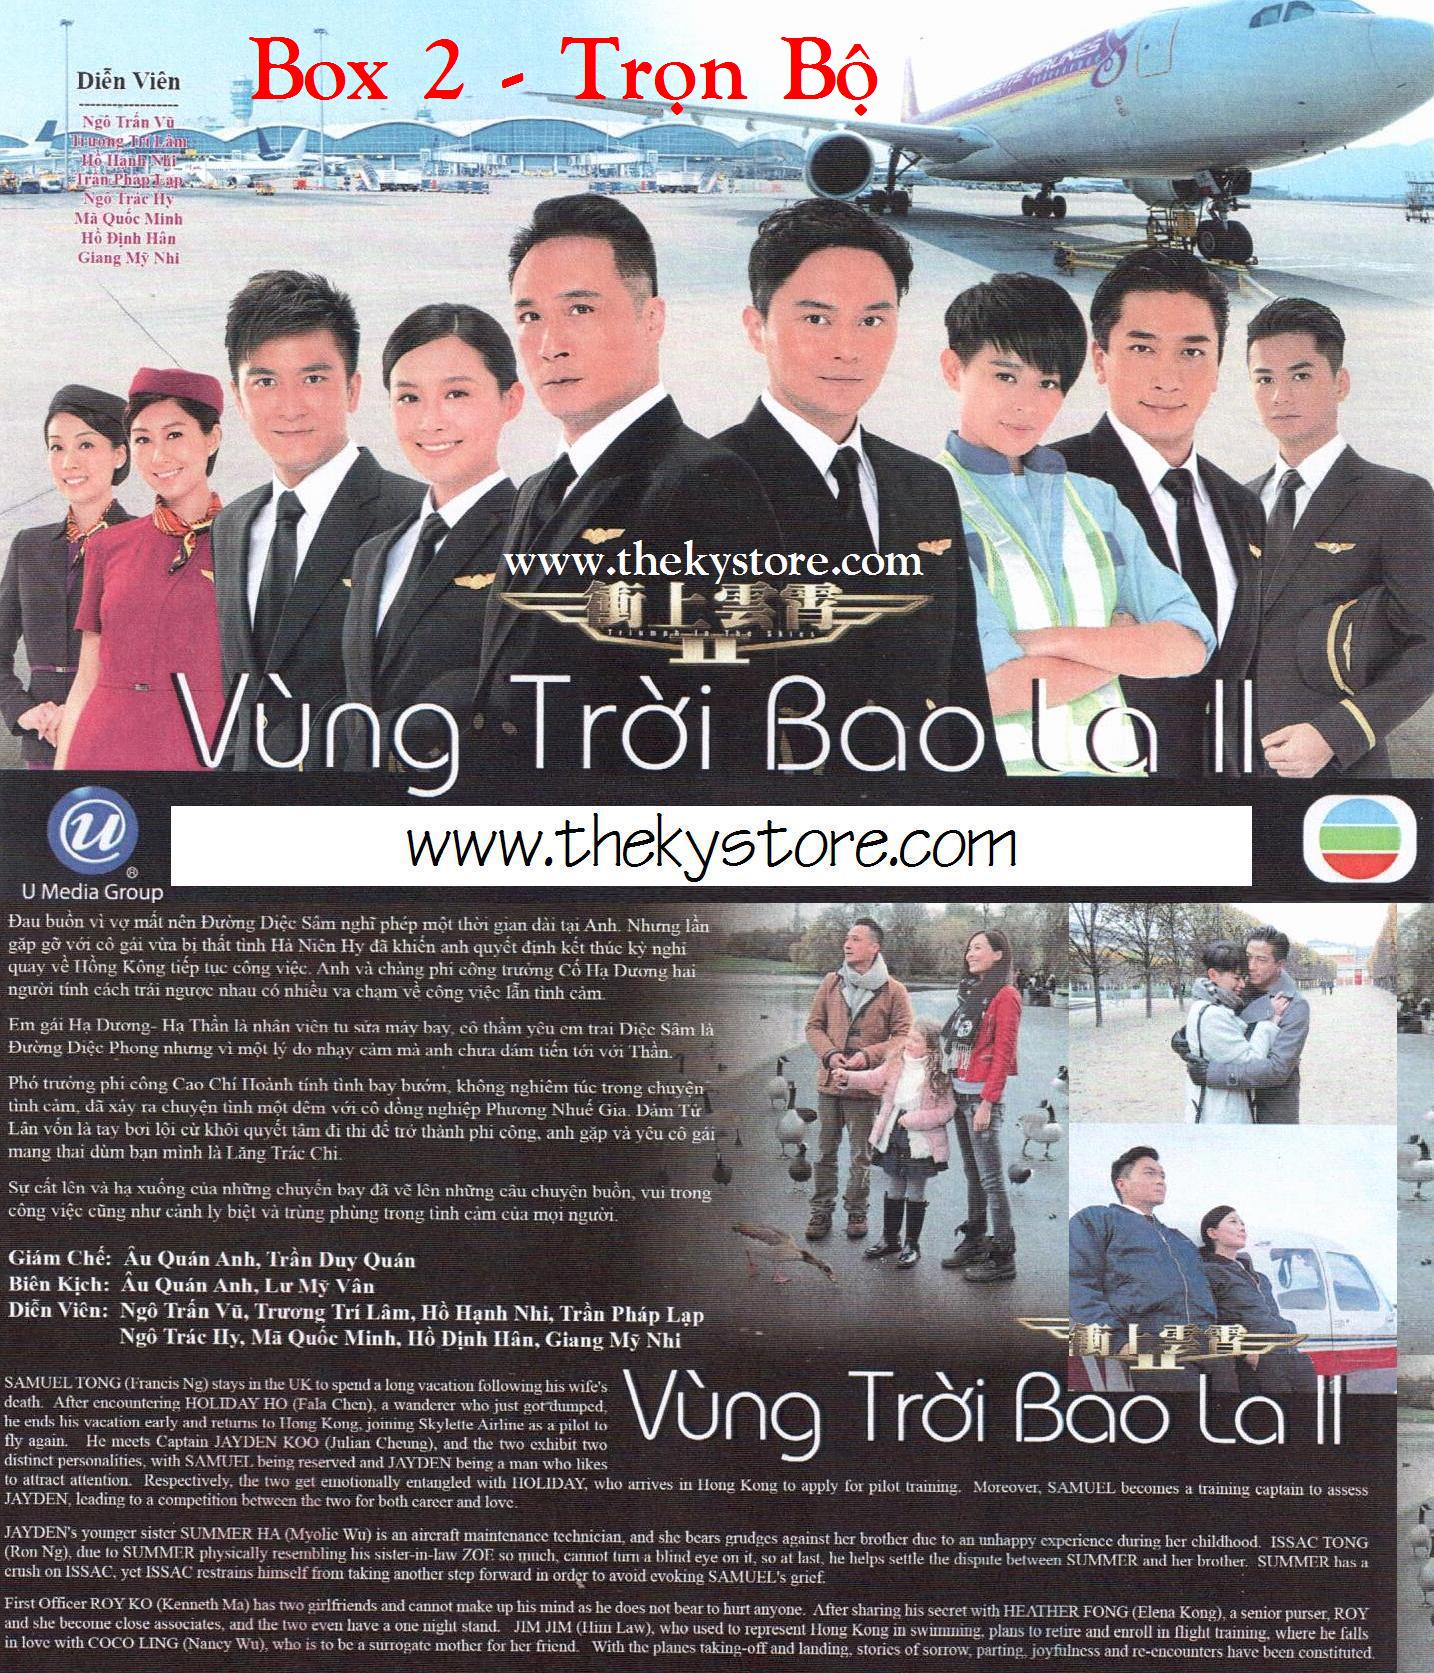 Box 2 - Trọn Bộ
Diễn Viên
Ngô Trấn Vũ
Trương Trí Lâm
Hồ Hạnh Nhi
Trần Pháp Lạp
Ngô Trác Hy
Mã Quốc Minh
Hồ Định Hân
Giang Mỹ Nhi
www.thekystore.com
衝上雲霄
Triumph In The Skies
II
Vùng Trời Bao La II
U Media Group
www.thekystore.com
Đau buồn vì vợ mất nên Đường Diệc Sâm nghĩ phép một thời gian dài tại Anh. Nhưng lần
gặp gỡ với cô gái vừa bị thất tình Hà Niên Hy đã khiến anh quyết định kết thúc kỳ nghỉ
quay về Hồng Kông tiếp tục công việc. Anh và chàng phi công trưởng Cố Hạ Dương hai
người tính cách trái ngược nhau có nhiều va chạm về công việc lẫn tình cảm.
Em gái Hạ Dương- Hạ Thần là nhân viên tu sửa máy bay, cô thầm yêu em trai Diệc Sâm là
Đường Diệc Phong nhưng vì một lý do nhạy cảm mà anh chưa dám tiến tới với Thần.
Phó trưởng phi công Cao Chí Hoành tính tình bay bướm, không nghiêm túc trong chuyện
tình cảm, đã xảy ra chuyện tình một đêm với cô đồng nghiệp Phương Nhuế Gia. Đàm Tử
Lân vốn là tay bơi lội cừ khôi quyết tâm đi thi để trở thành phi công, anh gặp và yêu cô gái
mang thai dùm bạn mình là Lăng Trác Chi.
Sự cất lên và hạ xuống của những chuyến bay đã vẽ lên những câu chuyện buồn, vui trong
công việc cũng như cảnh ly biệt và trùng phùng trong tình cảm của mọi người.
Giám Chế: Âu Quán Anh, Trần Duy Quán
Biên Kịch: Âu Quán Anh, Lư Mỹ Vân
Diễn Viên: Ngô Trấn Vũ, Trương Trí Lâm, Hồ Hạnh Nhi, Trần Pháp Lạp
Ngô Trác Hy, Mã Quốc Minh, Hồ Định Hân, Giang Mỹ Nhi
衝上雲霄
II
Vùng Trời Bao La II
SAMUEL TONG (Francis Ng) stays in the UK to spend a long vacation following his wife's
death. After encountering HOLIDAY HO (Fala Chen), a wanderer who just got dumped,
he ends his vacation early and returns to Hong Kong, joining Skylette Airline as a pilot to
fly again. He meets Captain JAYDEN KOO (Julian Cheung), and the two exhibit two
distinct personalities, with SAMUEL being reserved and JAYDEN being a man who likes
to attract attention. Respectively, the two get emotionally entangled with HOLIDAY, who arrives in Hong Kong to apply for pilot training. Moreover, SAMUEL becomes a training captain to assess
JAYDEN, leading to a competition between the two for both career and love.
JAYDEN's younger sister SUMMER HA (Myolie Wu) is an aircraft maintenance technician, and she bears grudges against her brother due to an unhappy experience during her childhood. ISSAC TONG
(Ron Ng), due to SUMMER physically resembling his sister-in-law ZOE so much, cannot turn a blind eye on it, so at last, he helps settle the dispute between SUMMER and her brother. SUMMER has a
crush on ISSAC, yet ISSAC restrains himself from taking another step forward in order to avoid evoking SAMUEL's grief.
First Officer ROY KO (Kenneth Ma) has two girlfriends and cannot make up his mind as he does not bear to hurt anyone. After sharing his secret with HEATHER FONG (Elena Kong), a senior purser, ROY
and she become close associates, and the two even have a one night stand. JIM JIM (Him Law), who used to represent Hong Kong in swimming, plans to retire and enroll in flight training, where he falls
in love with COCO LING (Nancy Wu), who is to be a surrogate mother for her friend. With the planes taking-off and landing, stories of sorrow, parting, joyfulness and re-encounters have been constituted.